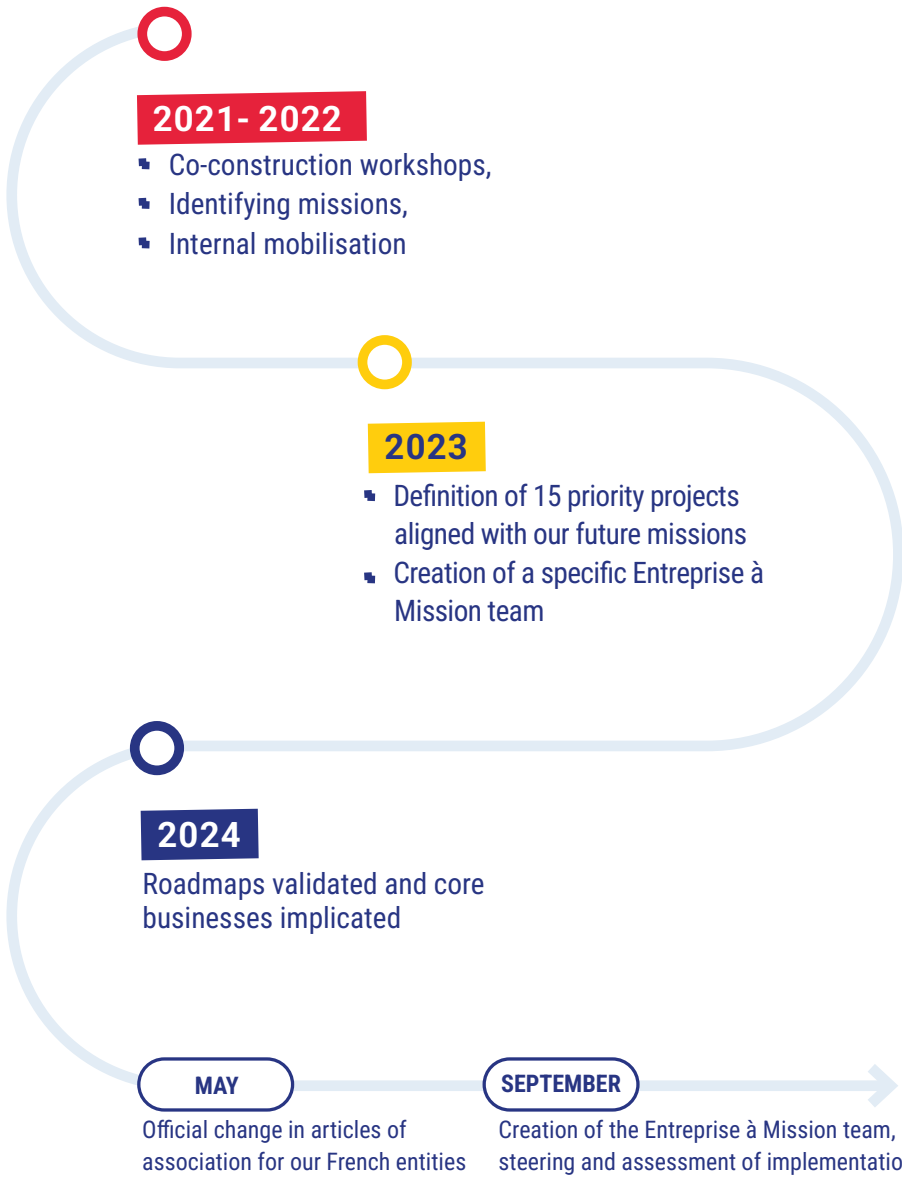 2021- 2022
Co-construction workshops,
Identifying missions,
Internal mobilisation
2023
Definition of 15 priority projects
aligned with our future missions
Creation of a specific Entreprise à
Mission team
2024
Roadmaps validated and core
businesses implicated
MAY
Official change in articles of
association for our French entities
SEPTEMBER
Creation of the Entreprise à Mission team,
steering and assessment of implementatio